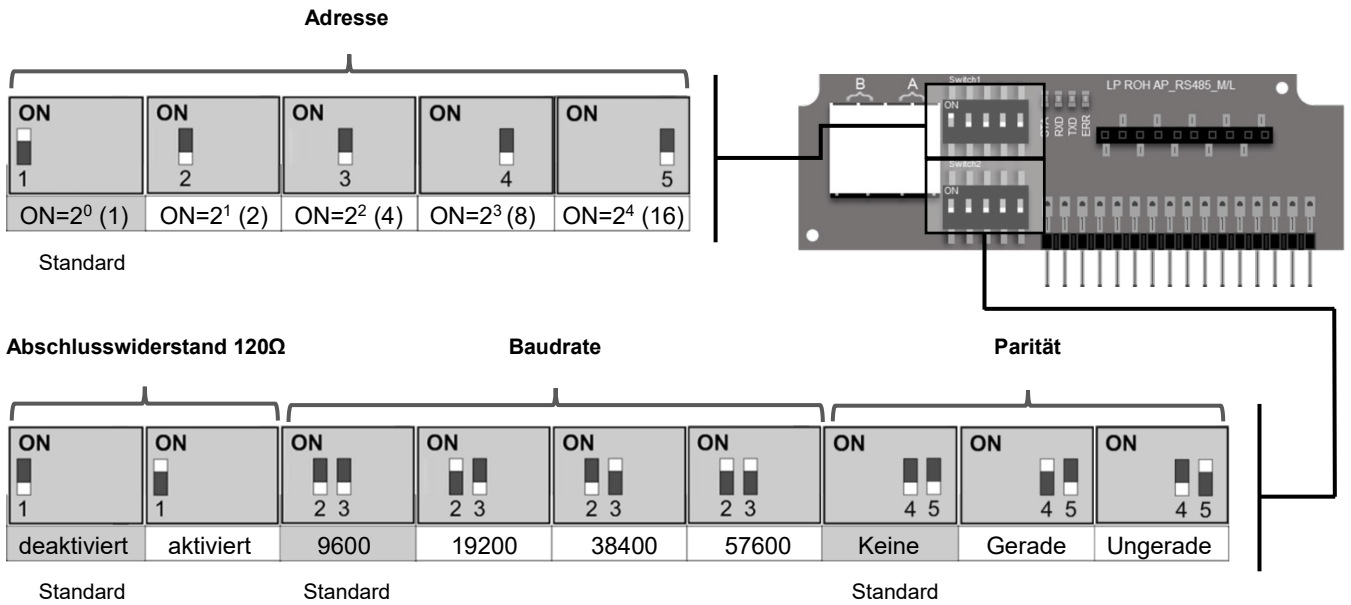 Adresse
ON ON ON ON ON
1 2 3 4 5
ON=2⁰ (1) ON=2¹ (2) ON=2² (4) ON=2³ (8) ON=2⁴ (16)
Standard
B A Switch1 LP ROH AP_RS485_M/L
ON
STA RXD TXD ERR
Switch2
ON
Abschlusswiderstand 120Ω Baudrate Parität
ON ON ON ON ON ON ON ON ON
1 1 2 3 2 3 2 3 2 3 4 5 4 5 4 5
deaktiviert aktiviert 9600 19200 38400 57600 Keine Gerade Ungerade
Standard Standard Standard